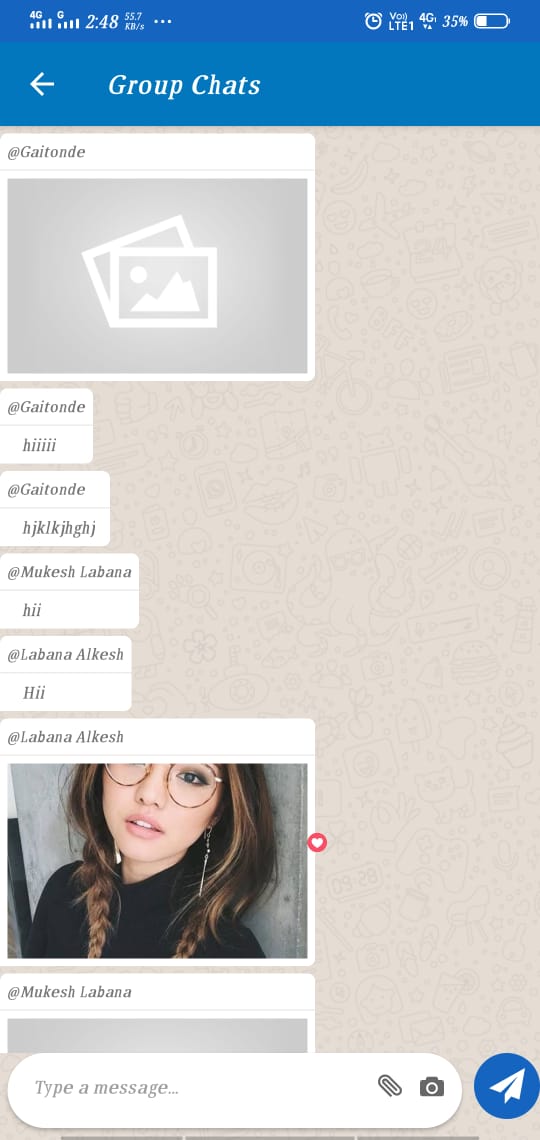 4G G 2:48 55.7 KB/s ... Vo)) LTE1 4G 35%
Group Chats
@Gaitonde
@Gaitonde
hiiiii
@Gaitonde
hjklkjhghj
@Mukesh Labana
hii
@Labana Alkesh
Hii
@Labana Alkesh
@Mukesh Labana
Type a message...